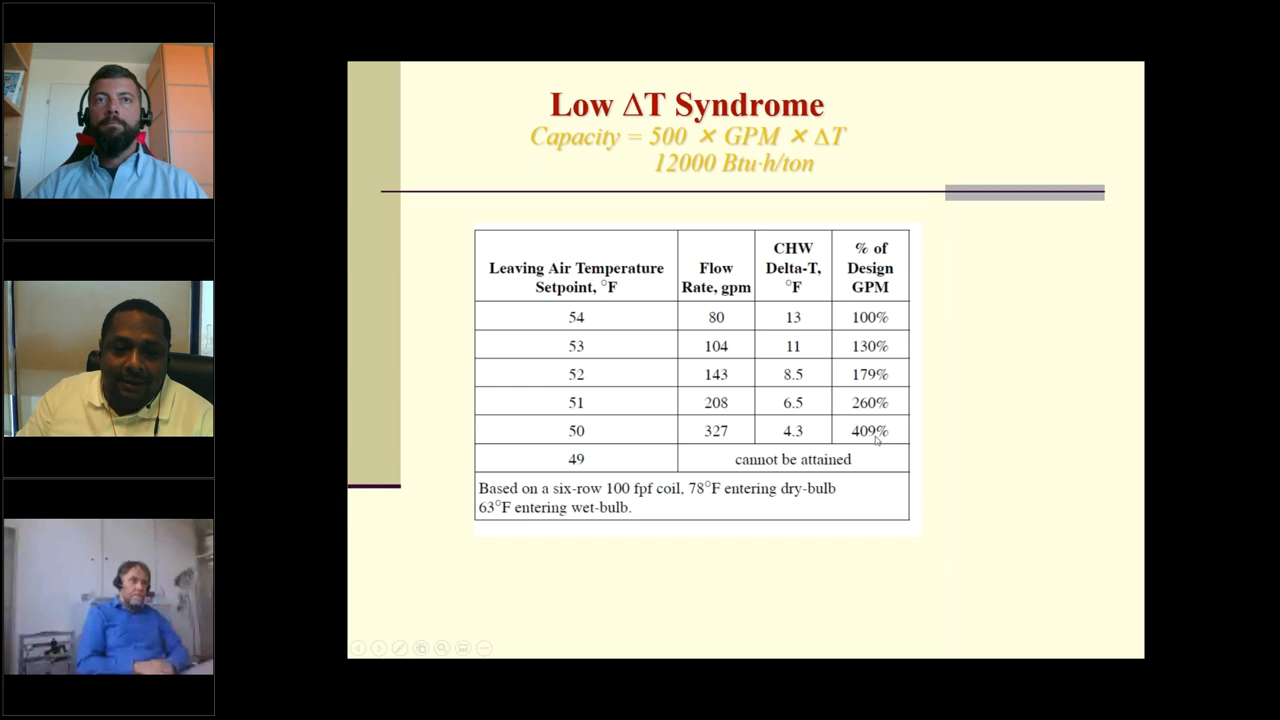 Low ΔT Syndrome
Capacity = 500 × GPM × ΔT
12000 Btu·h/ton
Leaving Air Temperature Setpoint, °F | Flow Rate, gpm | CHW Delta-T, °F | % of Design GPM
54 | 80 | 13 | 100%
53 | 104 | 11 | 130%
52 | 143 | 8.5 | 179%
51 | 208 | 6.5 | 260%
50 | 327 | 4.3 | 409%
49 | cannot be attained
Based on a six-row 100 fpf coil, 78°F entering dry-bulb
63°F entering wet-bulb.